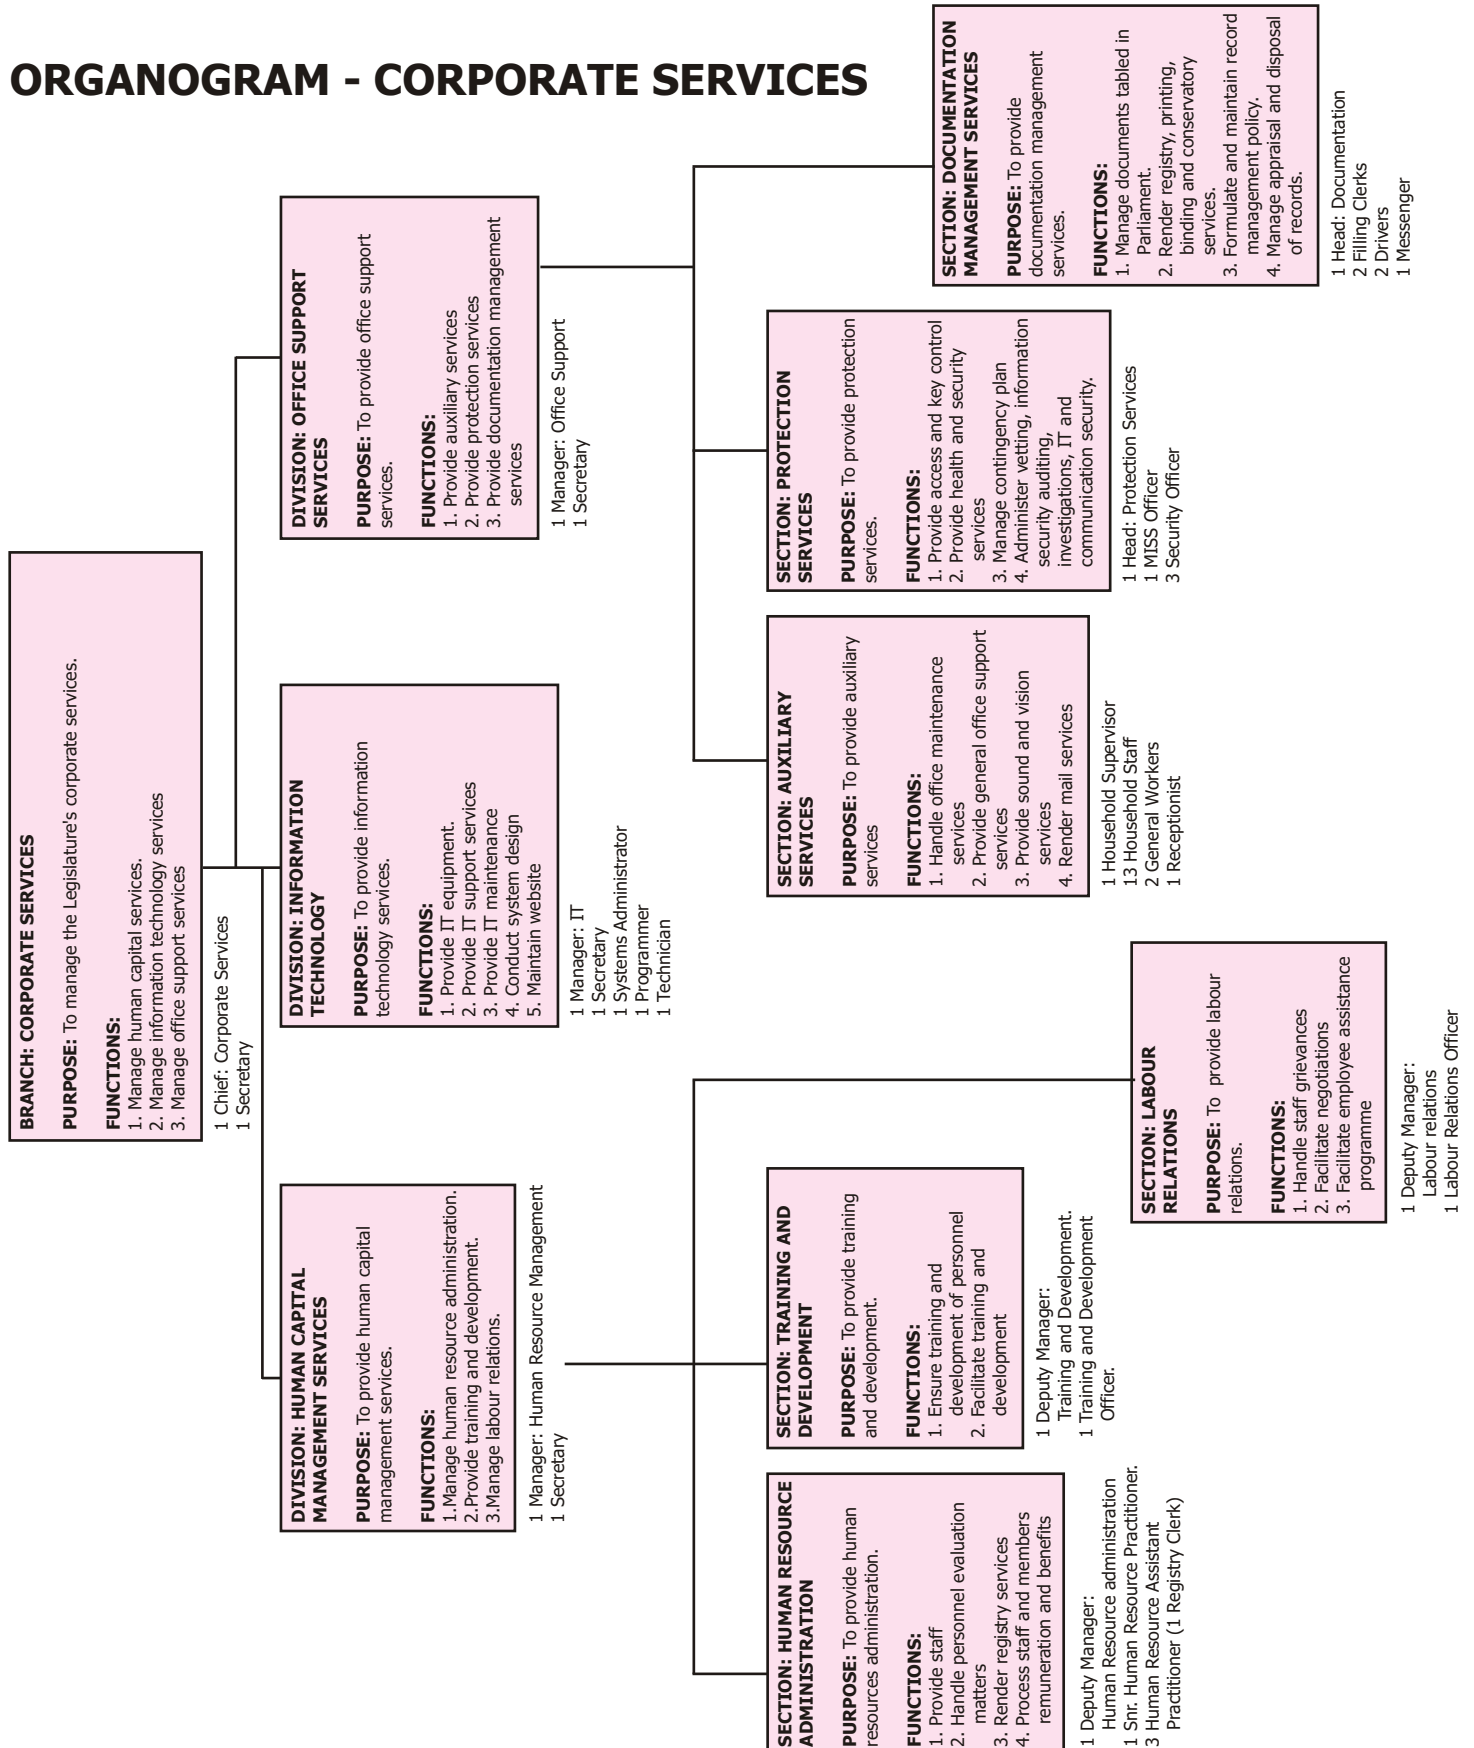 ORGANOGRAM - CORPORATE SERVICES
BRANCH: CORPORATE SERVICES
PURPOSE: To manage the Legislature's corporate services.
FUNCTIONS:
1. Manage human capital services.
2. Manage information technology services
3. Manage office support services
1 Chief: Corporate Services
1 Secretary
DIVISION: HUMAN CAPITAL
MANAGEMENT SERVICES
PURPOSE: To provide human capital
management services.
FUNCTIONS:
1.Manage human resource administration.
2.Provide training and development.
3.Manage labour relations.
1 Manager: Human Resource Management
1 Secretary
DIVISION: INFORMATION
TECHNOLOGY
PURPOSE: To provide information
technology services.
FUNCTIONS:
1. Provide IT equipment.
2. Provide IT support services
3. Provide IT maintenance
4. Conduct system design
5. Maintain website
1 Manager: IT
1 Secretary
1 Systems Administrator
1 Programmer
1 Technician
DIVISION: OFFICE SUPPORT
SERVICES
PURPOSE: To provide office support
services.
FUNCTIONS:
1. Provide auxiliary services
2. Provide protection services
3. Provide documentation management
services
1 Manager: Office Support
1 Secretary
SECTION: HUMAN RESOURCE
ADMINISTRATION
PURPOSE: To provide human
resources administration.
FUNCTIONS:
1. Provide staff
2. Handle personnel evaluation
matters
3. Render registry services
4. Process staff and members
remuneration and benefits
1 Deputy Manager:
Human Resource administration
1 Snr. Human Resource Practitioner.
3 Human Resource Assistant
Practitioner (1 Registry Clerk)
SECTION: TRAINING AND
DEVELOPMENT
PURPOSE: To provide training
and development.
FUNCTIONS:
1. Ensure training and
development of personnel
2. Facilitate training and
development
1 Deputy Manager:
Training and Development.
1 Training and Development
Officer.
SECTION: LABOUR
RELATIONS
PURPOSE: To provide labour
relations.
FUNCTIONS:
1. Handle staff grievances
2. Facilitate negotiations
3. Facilitate employee assistance
programme
1 Deputy Manager:
Labour relations
1 Labour Relations Officer
SECTION: AUXILIARY
SERVICES
PURPOSE: To provide auxiliary
services
FUNCTIONS:
1. Handle office maintenance
services
2. Provide general office support
services
3. Provide sound and vision
services
4. Render mail services
1 Household Supervisor
13 Household Staff
2 General Workers
1 Receptionist
SECTION: PROTECTION
SERVICES
PURPOSE: To provide protection
services.
FUNCTIONS:
1. Provide access and key control
2. Provide health and security
services
3. Manage contingency plan
4. Administer vetting, information
security auditing,
investigations, IT and
communication security.
1 Head: Protection Services
1 MISS Officer
3 Security Officer
SECTION: DOCUMENTATION
MANAGEMENT SERVICES
PURPOSE: To provide
documentation management
services.
FUNCTIONS:
1. Manage documents tabled in
Parliament.
2. Render registry, printing,
binding and conservatory
services.
3. Formulate and maintain record
management policy.
4. Manage appraisal and disposal
of records.
1 Head: Documentation
2 Filling Clerks
2 Drivers
1 Messenger